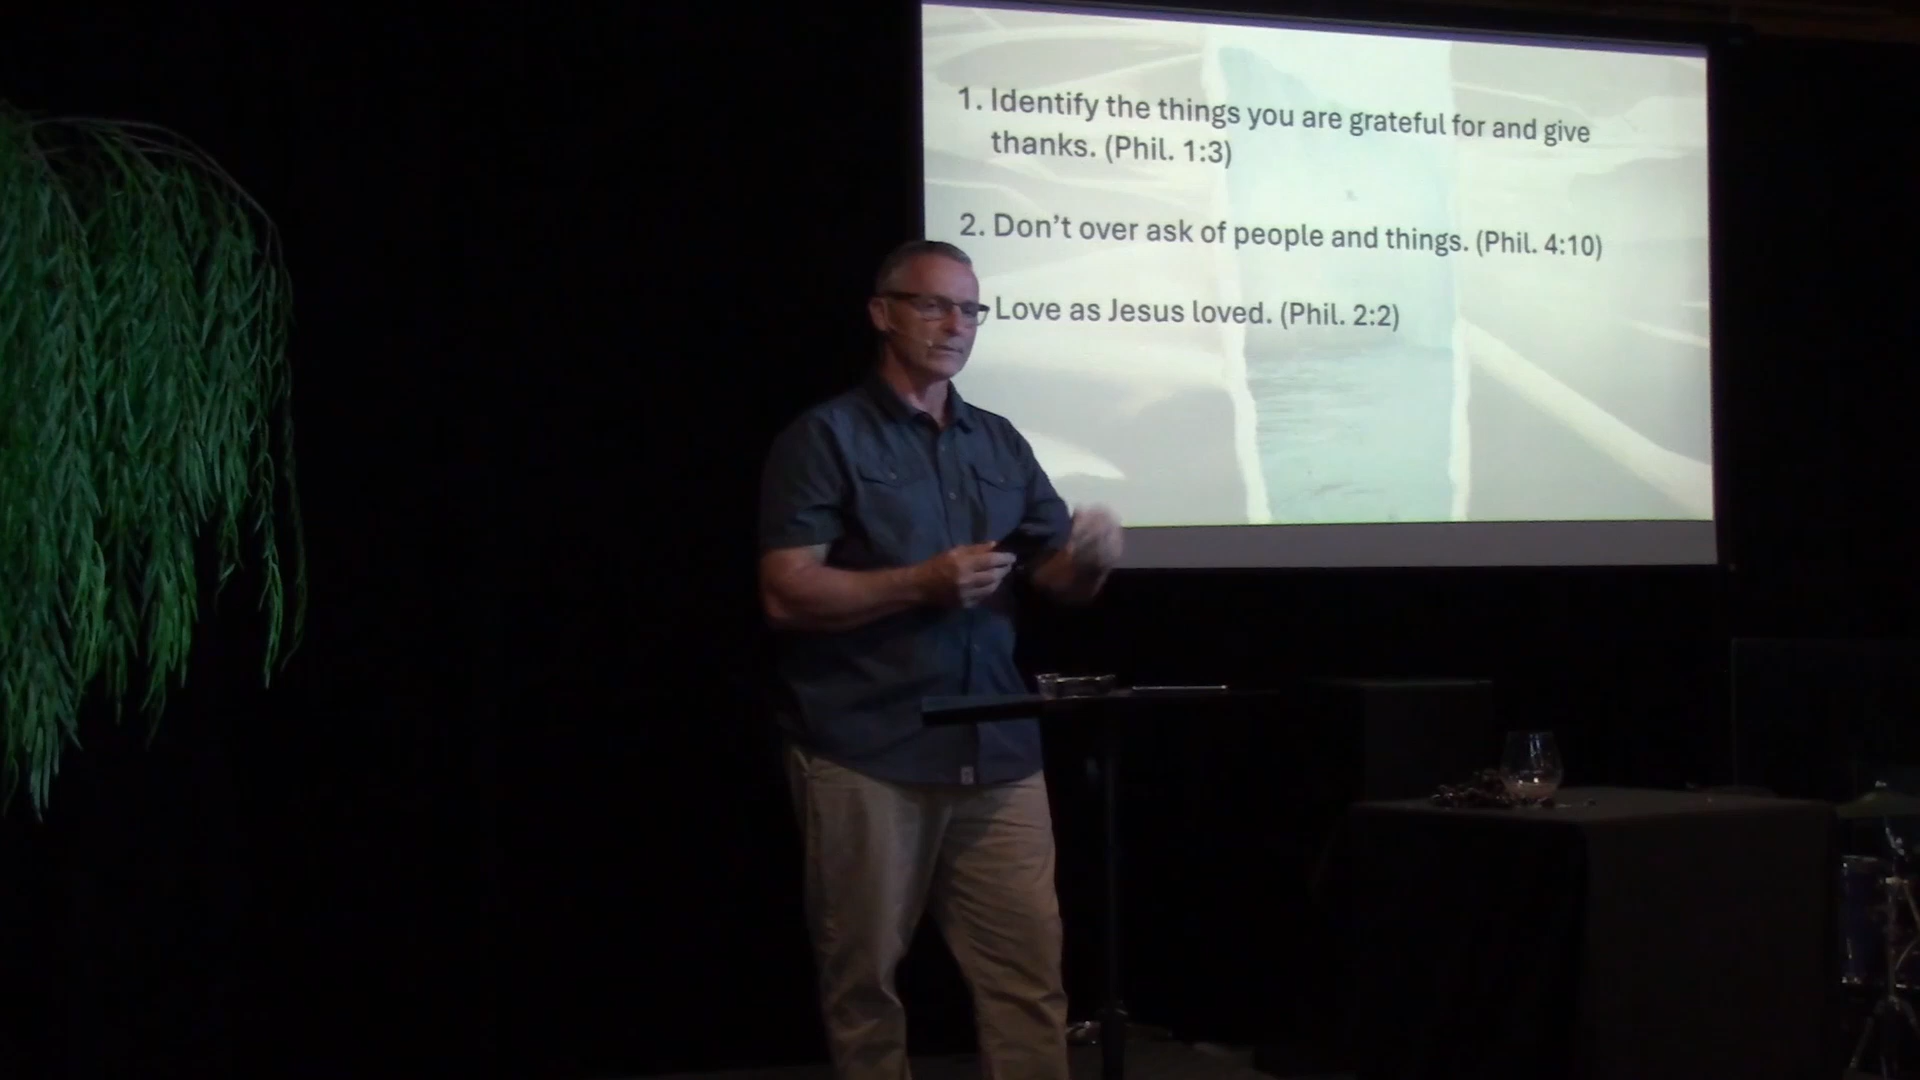 1. Identify the things you are grateful for and give
thanks. (Phil. 1:3)
2. Don't over ask of people and things. (Phil. 4:10)
Love as Jesus loved. (Phil. 2:2)